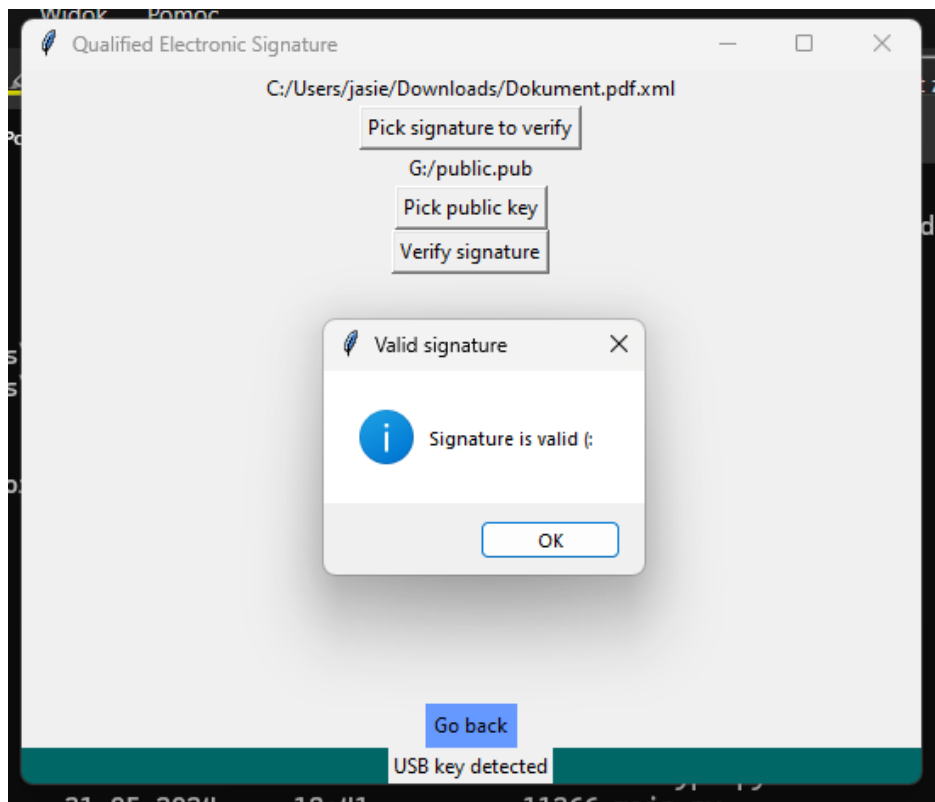 Widok Pomoc
Qualified Electronic Signature
C:/Users/jasie/Downloads/Dokument.pdf.xml
Pick signature to verify
G:/public.pub
Pick public key
Verify signature
Valid signature
Signature is valid (:
OK
Go back
USB key detected